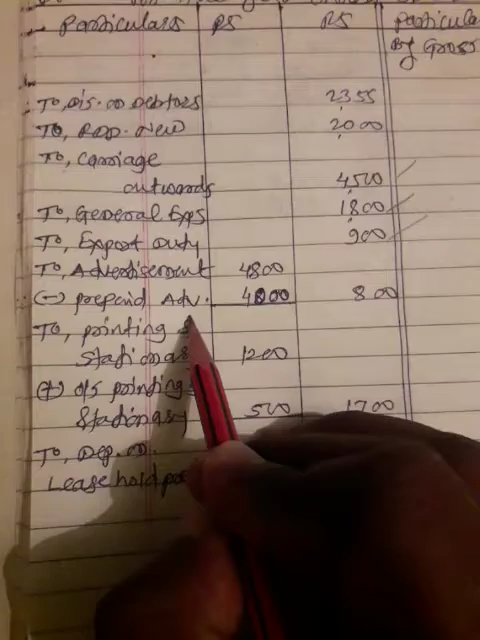 Particulars RS RS Particula
By Gross
To, Dis. on Debtors 2355
To, Rep. New 2000
To, Carriage
outwards 4500
To, General Exps 1800
To, Export duty 900
To, Advertisement 4800
(-) prepaid Adv. 4000 800
To, printing &
Stationary 1200
(+) o/s printing
Stationary 500 1700
To, Dep. on.
Lease hold